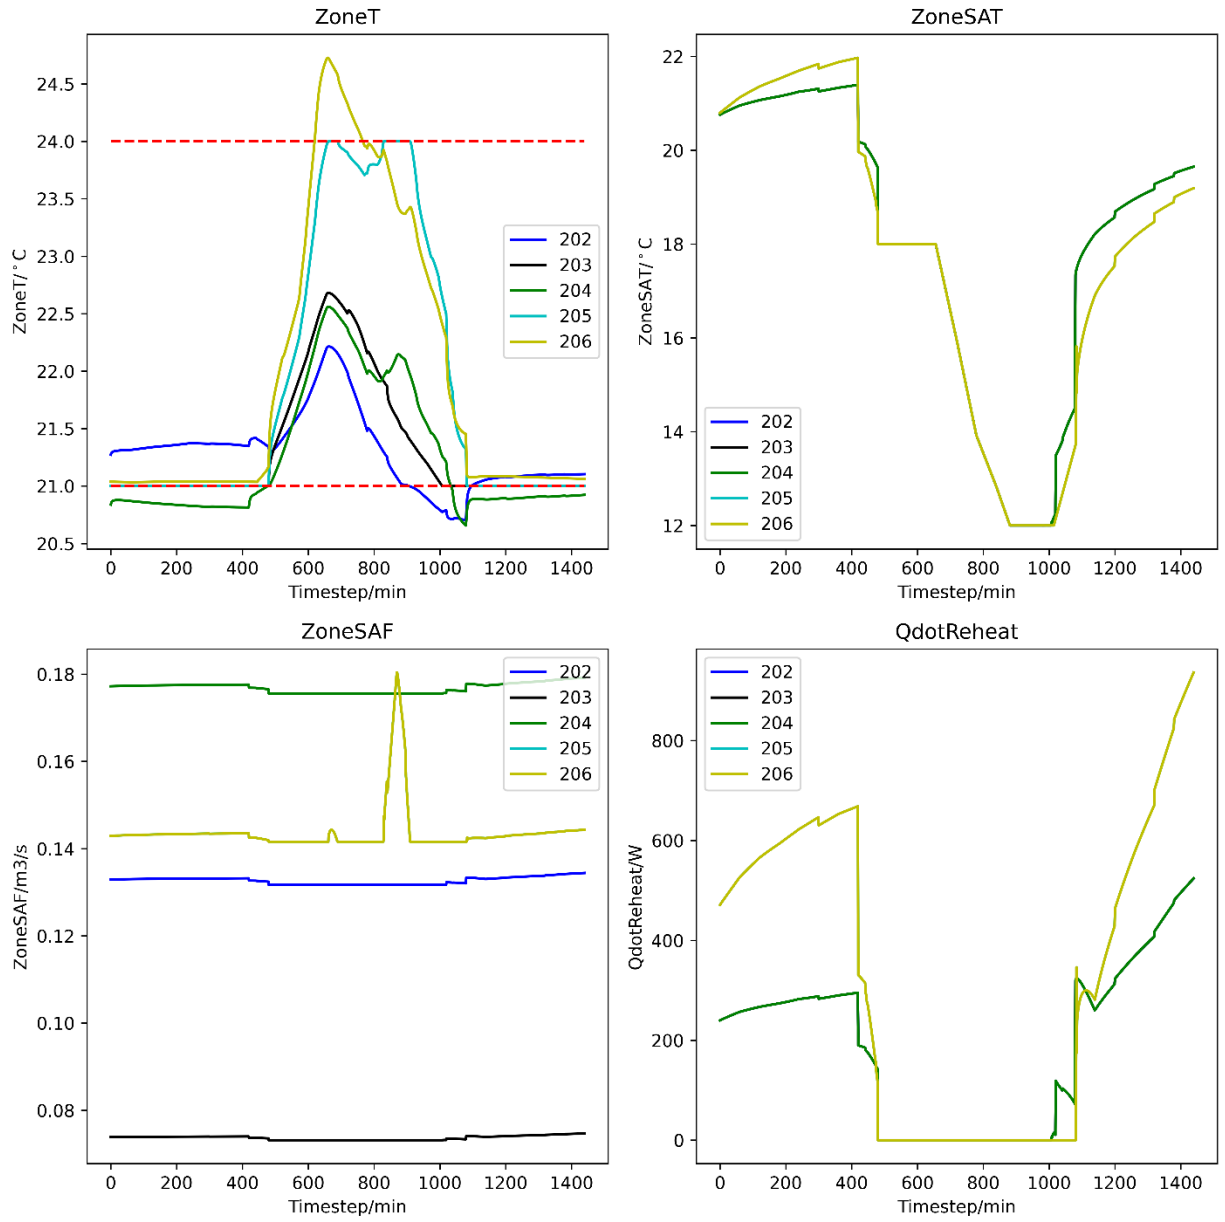 ZoneT
24.5
24.0
23.5
23.0
22.5
22.0
21.5
21.0
20.5
ZoneT/°C
202
203
204
205
206
0 200 400 600 800 1000 1200 1400
Timestep/min
ZoneSAT
22
20
18
16
14
12
ZoneSAT/°C
202
203
204
205
206
0 200 400 600 800 1000 1200 1400
Timestep/min
ZoneSAF
0.18
0.16
0.14
0.12
0.10
0.08
ZoneSAF/m3/s
202
203
204
205
206
0 200 400 600 800 1000 1200 1400
Timestep/min
QdotReheat
800
600
400
200
0
QdotReheat/W
202
203
204
205
206
0 200 400 600 800 1000 1200 1400
Timestep/min